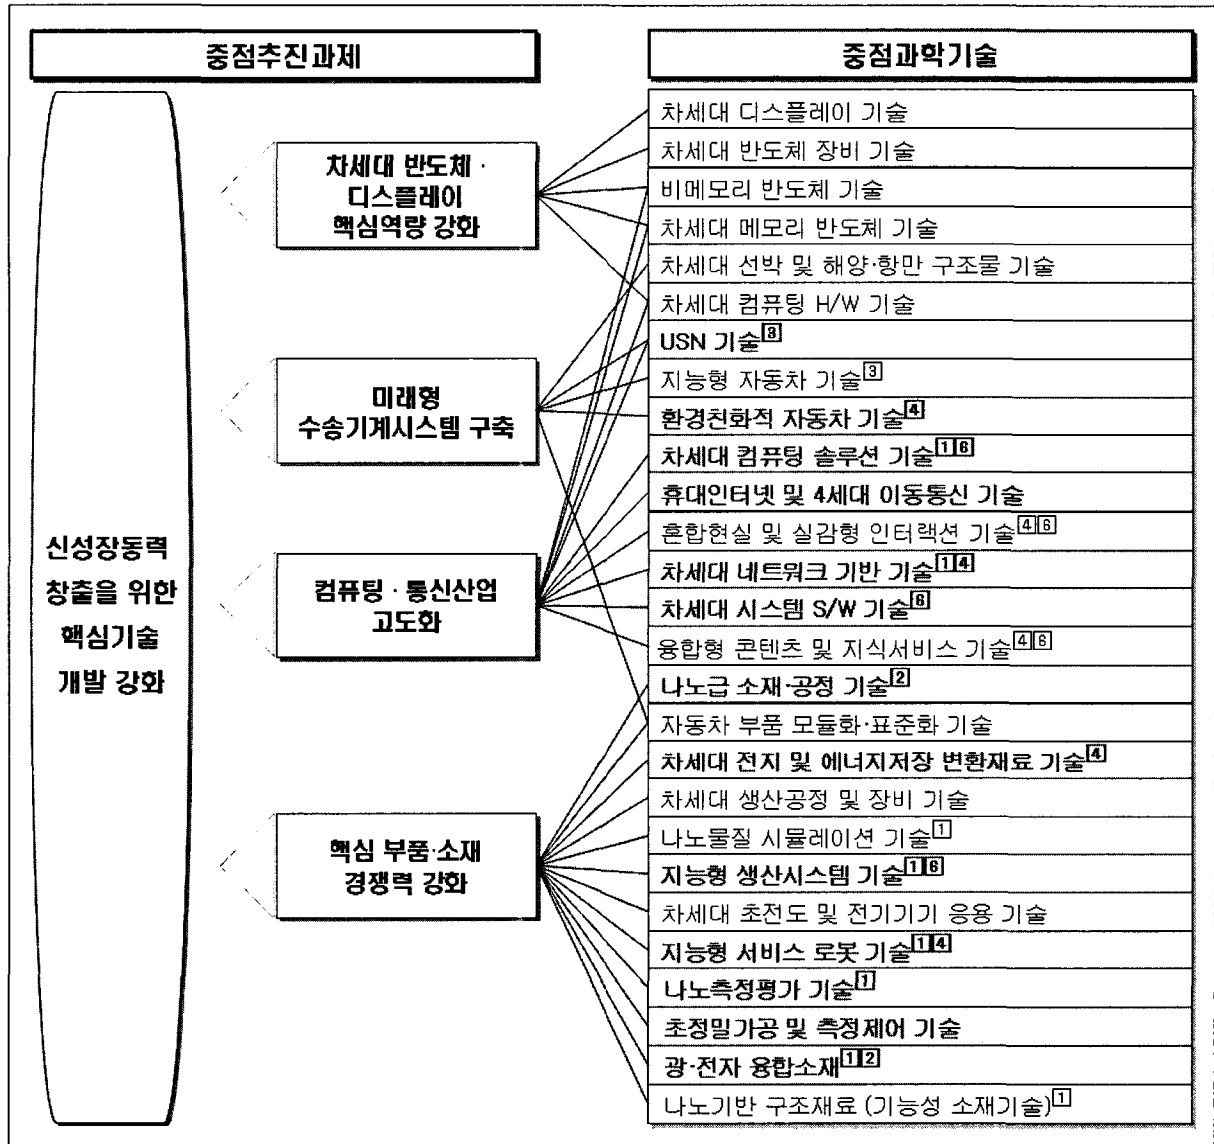 중점추진과제
중점과학기술
신성장동력
창출을 위한
핵심기술
개발 강화
차세대 반도체 ·
디스플레이
핵심역량 강화
미래형
수송기계시스템 구축
컴퓨팅 · 통신산업
고도화
핵심 부품·소재
경쟁력 강화
차세대 디스플레이 기술
차세대 반도체 장비 기술
비메모리 반도체 기술
차세대 메모리 반도체 기술
차세대 선박 및 해양·항만 구조물 기술
차세대 컴퓨팅 H/W 기술
USN 기술[3]
지능형 자동차 기술[3]
환경친화적 자동차 기술[4]
차세대 컴퓨팅 솔루션 기술[1][6]
휴대인터넷 및 4세대 이동통신 기술
혼합현실 및 실감형 인터랙션 기술[4][6]
차세대 네트워크 기반 기술[1][4]
차세대 시스템 S/W 기술[6]
융합형 콘텐츠 및 지식서비스 기술[4][6]
나노급 소재·공정 기술[2]
자동차 부품 모듈화·표준화 기술
차세대 전지 및 에너지저장 변환재료 기술[4]
차세대 생산공정 및 장비 기술
나노물질 시뮬레이션 기술[1]
지능형 생산시스템 기술[1][6]
차세대 초전도 및 전기기기 응용 기술
지능형 서비스 로봇 기술[1][4]
나노측정평가 기술[1]
초정밀가공 및 측정제어 기술
광·전자 융합소재[1][2]
나노기반 구조재료 (기능성 소재기술)[1]